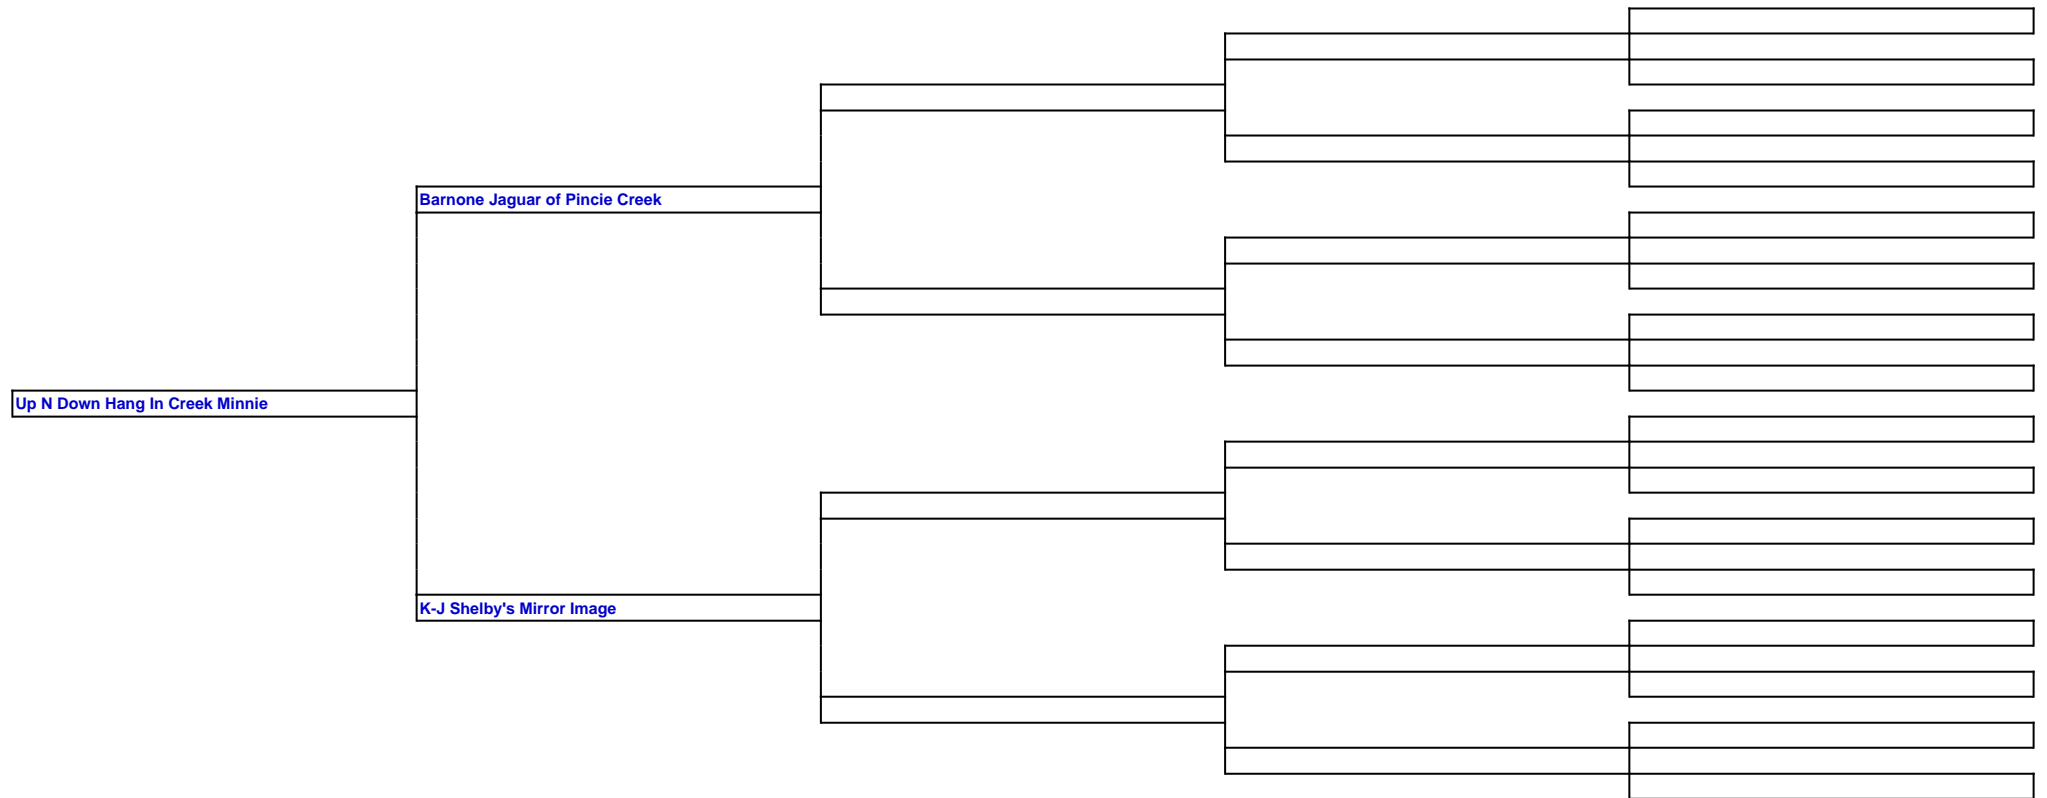 Barnone Jaguar of Pincie Creek
Up N Down Hang In Creek Minnie
K-J Shelby's Mirror Image